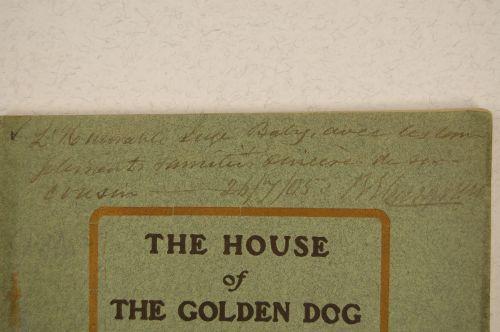 L'Honorable Juge Baby, avec les com-
pliments d'amitié sincère de son
cousin — 26/7/05
THE HOUSE
of
THE GOLDEN DOG